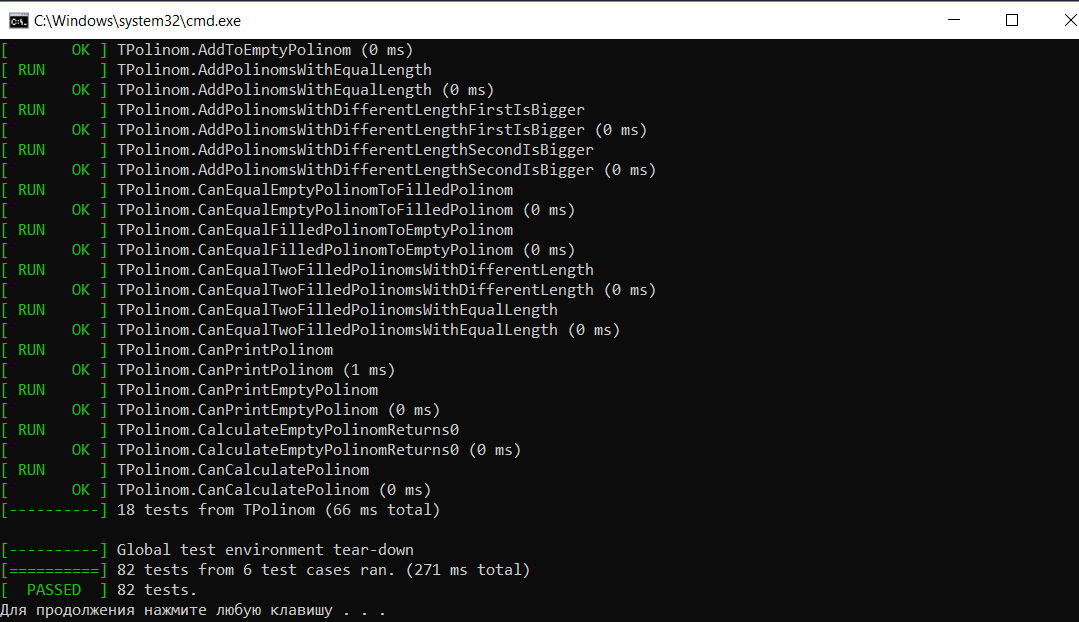 C:\Windows\system32\cmd.exe
[       OK ] TPolinom.AddToEmptyPolinom (0 ms)
[ RUN      ] TPolinom.AddPolinomsWithEqualLength
[       OK ] TPolinom.AddPolinomsWithEqualLength (0 ms)
[ RUN      ] TPolinom.AddPolinomsWithDifferentLengthFirstIsBigger
[       OK ] TPolinom.AddPolinomsWithDifferentLengthFirstIsBigger (0 ms)
[ RUN      ] TPolinom.AddPolinomsWithDifferentLengthSecondIsBigger
[       OK ] TPolinom.AddPolinomsWithDifferentLengthSecondIsBigger (0 ms)
[ RUN      ] TPolinom.CanEqualEmptyPolinomToFilledPolinom
[       OK ] TPolinom.CanEqualEmptyPolinomToFilledPolinom (0 ms)
[ RUN      ] TPolinom.CanEqualFilledPolinomToEmptyPolinom
[       OK ] TPolinom.CanEqualFilledPolinomToEmptyPolinom (0 ms)
[ RUN      ] TPolinom.CanEqualTwoFilledPolinomsWithDifferentLength
[       OK ] TPolinom.CanEqualTwoFilledPolinomsWithDifferentLength (0 ms)
[ RUN      ] TPolinom.CanEqualTwoFilledPolinomsWithEqualLength
[       OK ] TPolinom.CanEqualTwoFilledPolinomsWithEqualLength (0 ms)
[ RUN      ] TPolinom.CanPrintPolinom
[       OK ] TPolinom.CanPrintPolinom (1 ms)
[ RUN      ] TPolinom.CanPrintEmptyPolinom
[       OK ] TPolinom.CanPrintEmptyPolinom (0 ms)
[ RUN      ] TPolinom.CalculateEmptyPolinomReturns0
[       OK ] TPolinom.CalculateEmptyPolinomReturns0 (0 ms)
[ RUN      ] TPolinom.CanCalculatePolinom
[       OK ] TPolinom.CanCalculatePolinom (0 ms)
[----------] 18 tests from TPolinom (66 ms total)
[----------] Global test environment tear-down
[==========] 82 tests from 6 test cases ran. (271 ms total)
[  PASSED  ] 82 tests.
Для продолжения нажмите любую клавишу . . .